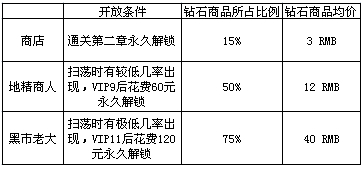 开放条件 钻石商品所占比例 钻石商品均价
商店 通关第二章永久解锁 15% 3 RMB
扫荡时有较低几率出
地精商人 现，VIP9后花费60元 50% 12 RMB
永久解锁
扫荡时有极低几率出
黑市老大 现，VIP11后花费120 75% 40 RMB
元永久解锁